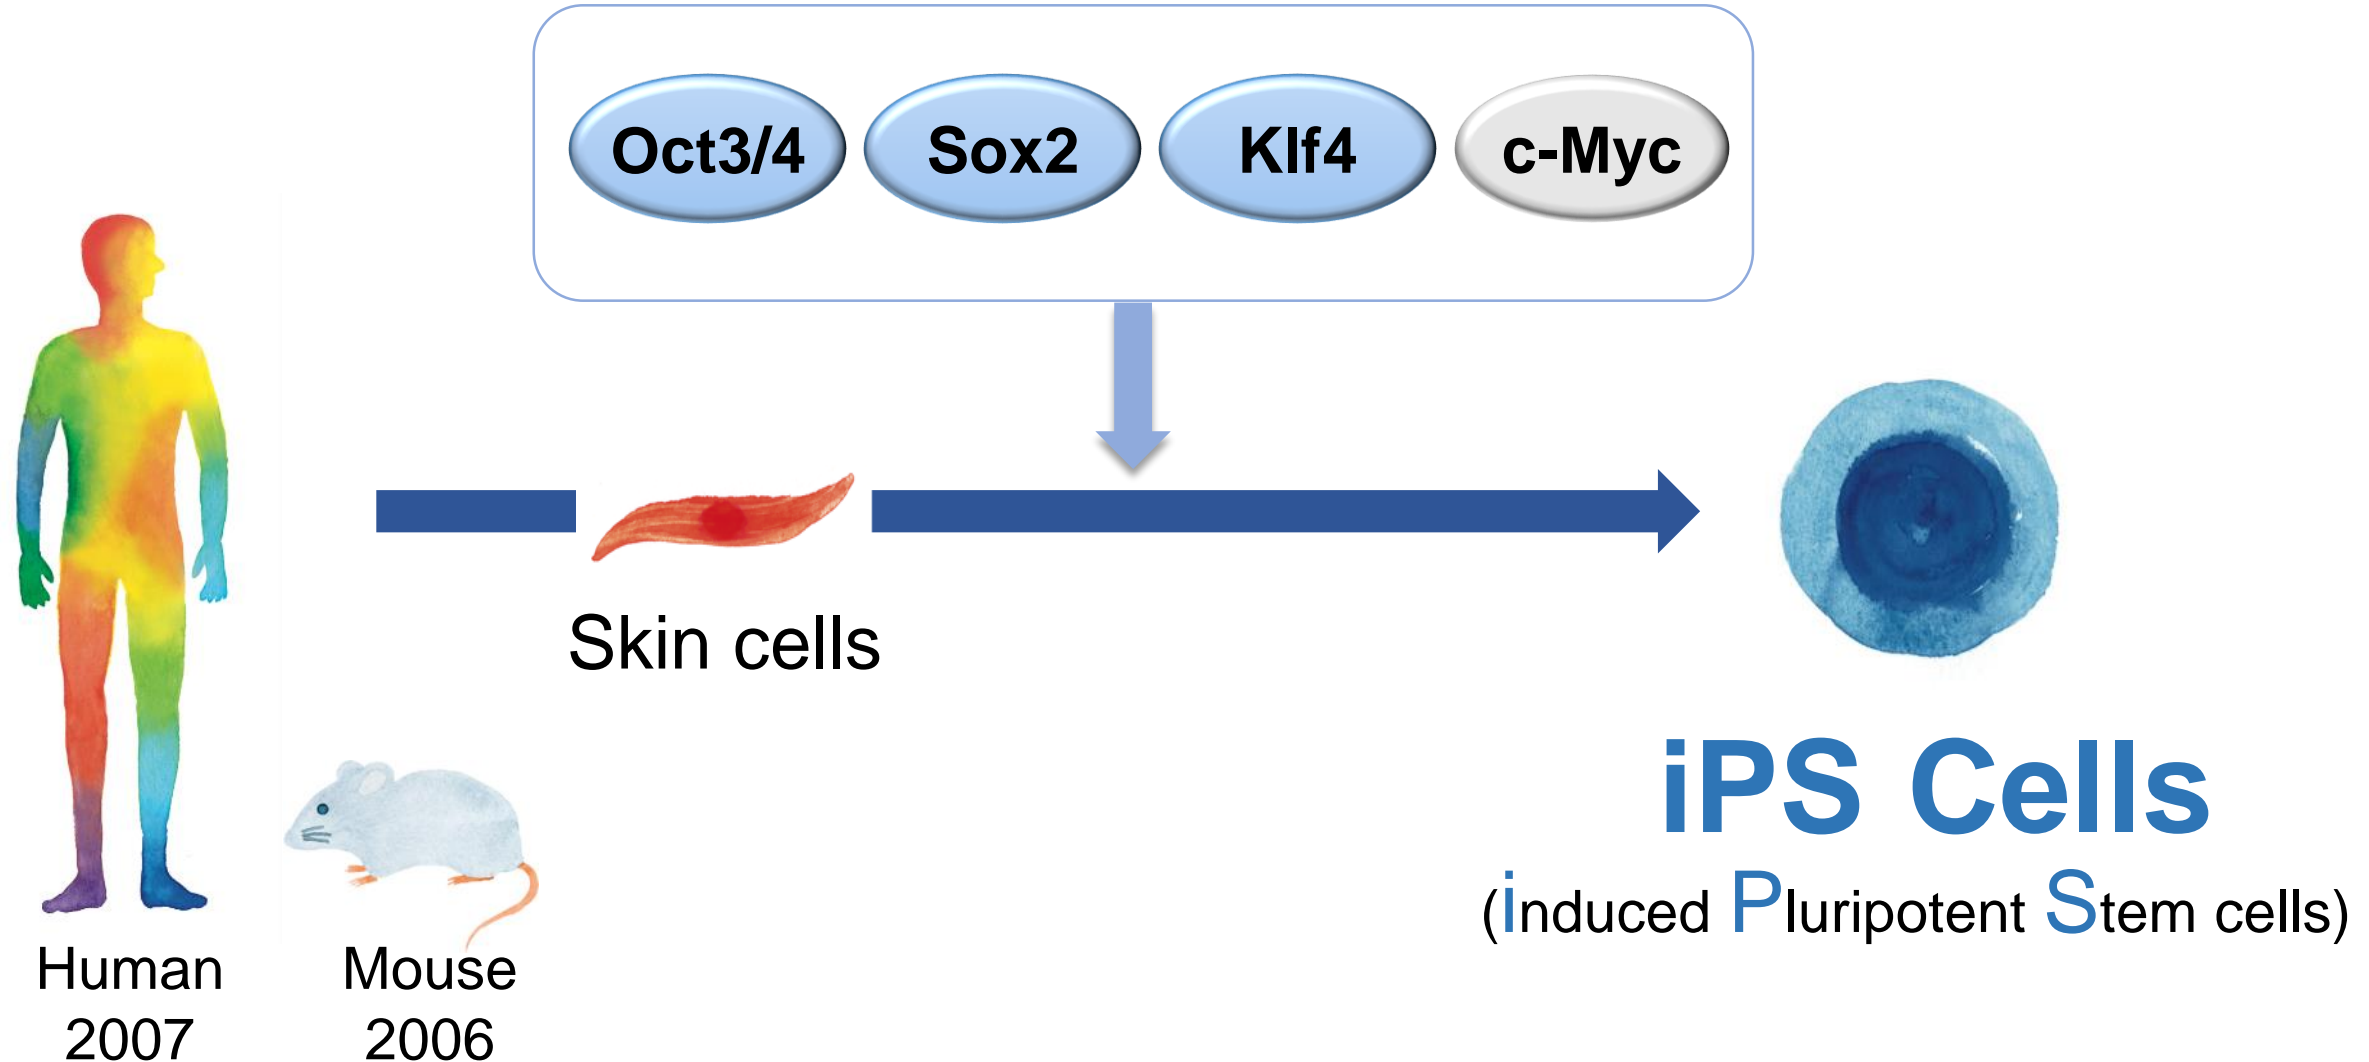 Oct3/4
Sox2
Klf4
c-Myc
Skin cells
iPS Cells
(induced Pluripotent Stem cells)
Human
2007
Mouse
2006